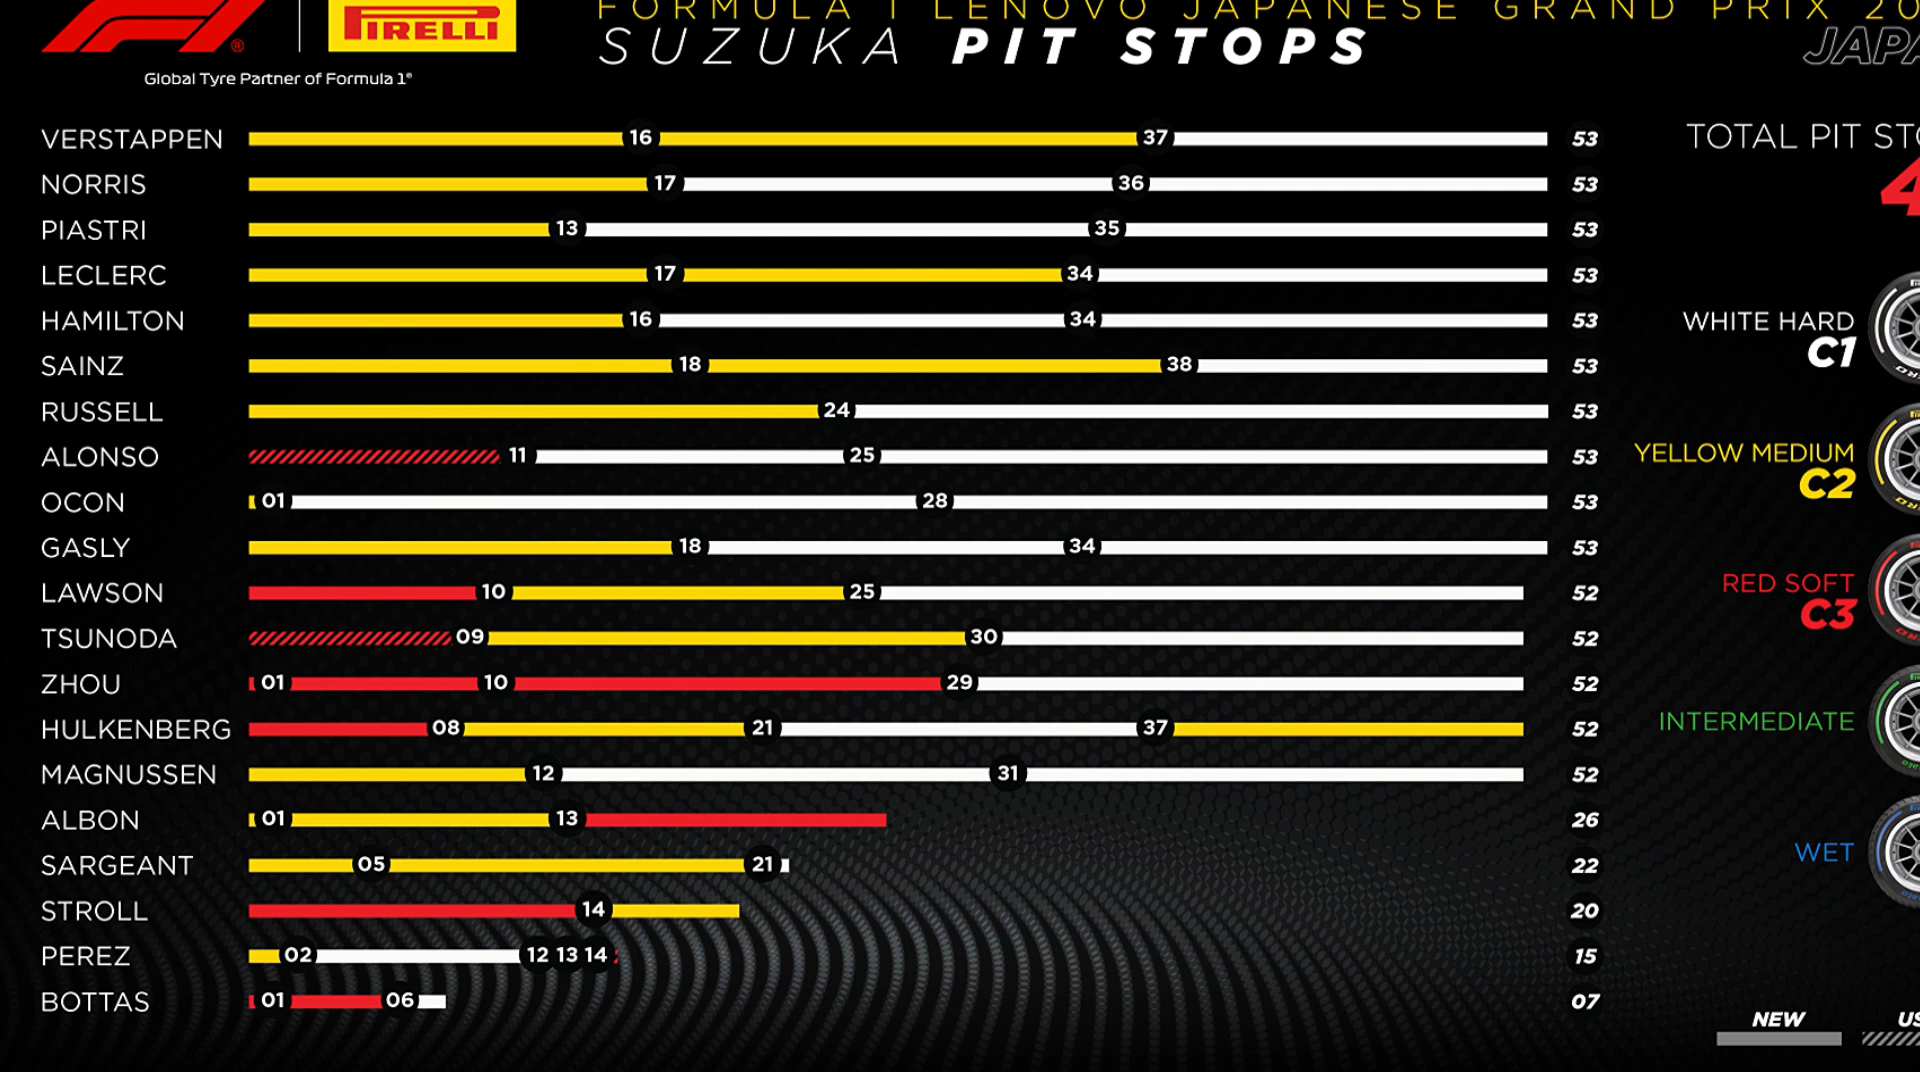 PIRELLI
Global Tyre Partner of Formula 1®
FORMULA 1 LENOVO JAPANESE GRAND PRIX
SUZUKA PIT STOPS
VERSTAPPEN 16 37 53
NORRIS 17 36 53
PIASTRI 13 35 53
LECLERC 17 34 53
HAMILTON 16 34 53
SAINZ 18 38 53
RUSSELL 24 53
ALONSO 11 25 53
OCON 01 28 53
GASLY 18 34 53
LAWSON 10 25 52
TSUNODA 09 30 52
ZHOU 01 10 29 52
HULKENBERG 08 21 37 52
MAGNUSSEN 12 31 52
ALBON 01 13 26
SARGEANT 05 21 22
STROLL 14 20
PEREZ 02 12 13 14 15
BOTTAS 01 06 07
TOTAL PIT
WHITE HARD
C1
YELLOW MEDIUM
C2
RED SOFT
C3
INTERMEDIATE
WET
NEW